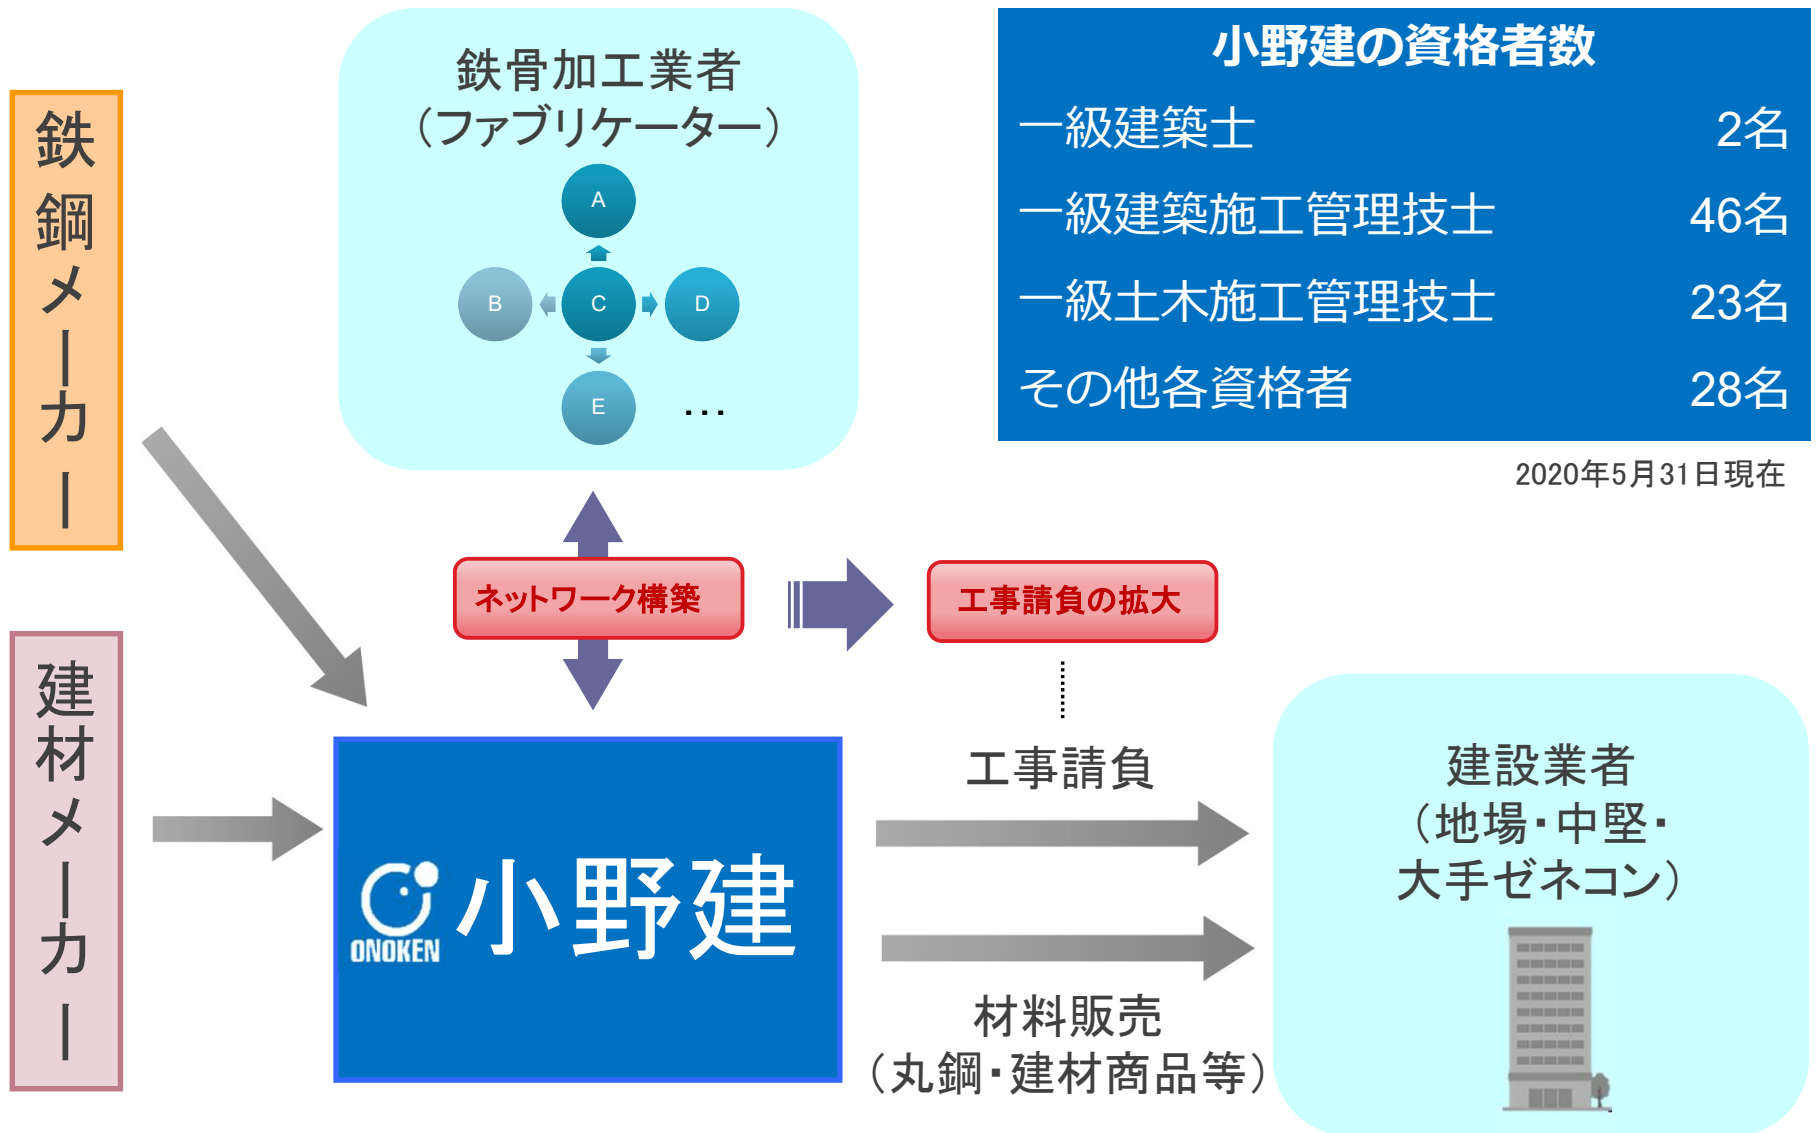 鉄鋼メーカー
建材メーカー
鉄骨加工業者
（ファブリケーター）
A
B
C
D
E
・・・
小野建の資格者数
一級建築士 2名
一級建築施工管理技士 46名
一級土木施工管理技士 23名
その他各資格者 28名
2020年5月31日現在
ネットワーク構築
工事請負の拡大
ONOKEN
小野建
工事請負
材料販売
（丸鋼・建材商品等）
建設業者
（地場・中堅・
大手ゼネコン）